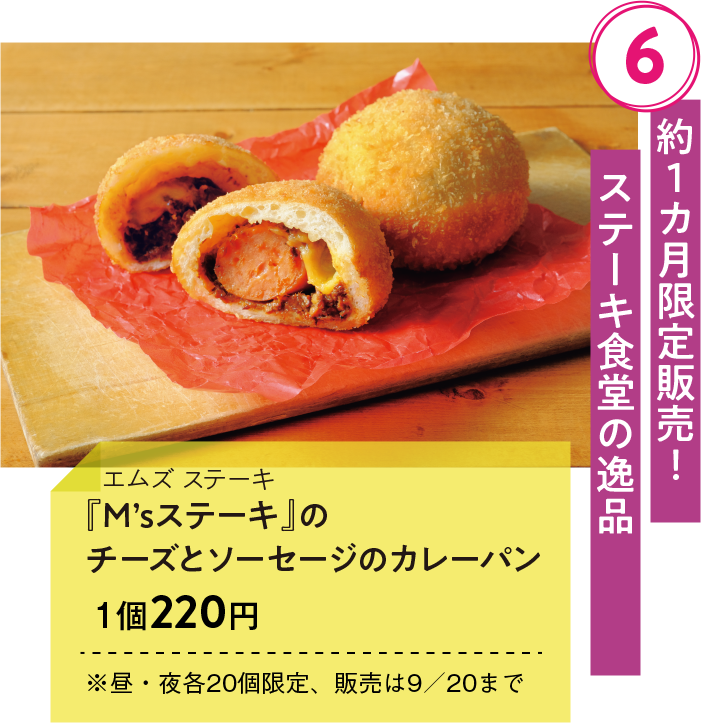 6
約1カ月限定販売！
ステーキ食堂の逸品
エムズ ステーキ
『M’sステーキ』の
チーズとソーセージのカレーパン
1個220円
※昼・夜各20個限定、販売は9／20まで